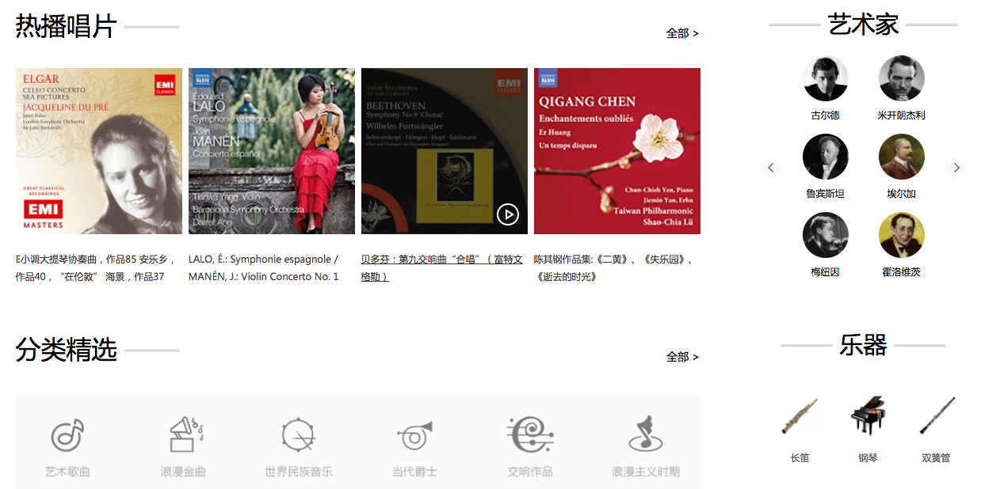 热播唱片
全部 >
ELGAR
CELLO CONCERTO
SEA PICTURES
JACQUELINE DU PRÉ
Janet Baker
London Symphony Orchestra
Sir John Barbirolli
EMI
CLASSICS
GREAT CLASSICAL
RECORDINGS
EMI
MASTERS
NAXOS
Édouard
LALO
Symphonie espagnole
Joan
MANÉN
Concierto español
Tianwa Yang, Violin
Barcelona Symphony Orchestra
Darrell Ang
GREAT RECORDINGS
OF THE CENTURY
EMI
CLASSICS
BEETHOVEN
Symphony No.9 'Choral'
Wilhelm Furtwängler
Schwarzkopf · Höngen · Hopf · Edelmann
Chor und Orchester der Bayreuther Festspiele
NAXOS
QIGANG CHEN
Enchantements oubliés
Er Huang
Un temps disparu
Chun-Chieh Yen, Piano
Jiemin Yan, Erhu
Taiwan Philharmonic
Shao-Chia Lü
E小调大提琴协奏曲，作品85 安乐乡，
作品40，“在伦敦” 海景，作品37
LALO, É.: Symphonie espagnole /
MANÉN, J.: Violin Concerto No. 1
贝多芬：第九交响曲“合唱”（富特文
格勒）
陈其钢作品集:《二黄》、《失乐园》、
《逝去的时光》
艺术家
古尔德
米开朗杰利
鲁宾斯坦
埃尔加
梅纽因
霍洛维茨
分类精选
全部 >
艺术歌曲
浪漫金曲
世界民族音乐
当代爵士
交响作品
浪漫主义时期
乐器
长笛
钢琴
双簧管